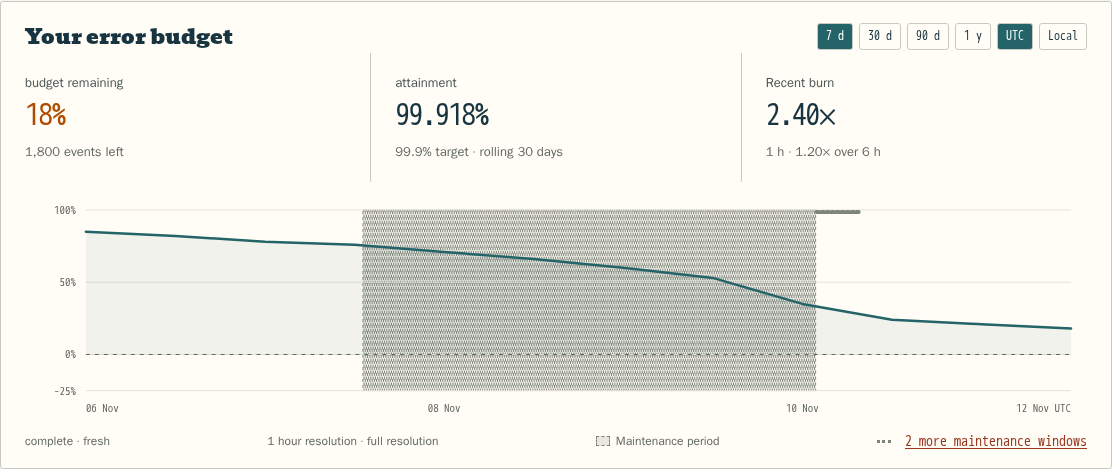 Your error budget
7 d 30 d 90 d 1 y UTC Local
budget remaining
18%
1,800 events left
attainment
99.918%
99.9% target · rolling 30 days
Recent burn
2.40×
1 h · 1.20× over 6 h
100%
50%
0%
-25%
06 Nov 08 Nov 10 Nov 12 Nov UTC
complete · fresh
1 hour resolution · full resolution
Maintenance period
2 more maintenance windows